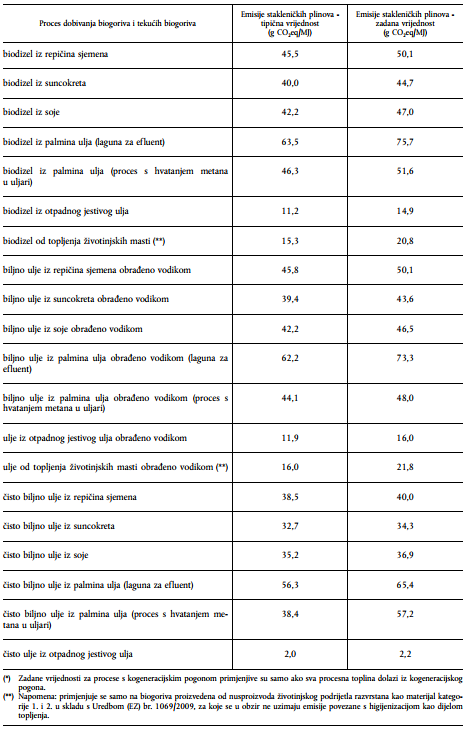 Proces dobivanja biogoriva i tekućih biogoriva
Emisije stakleničkih plinova -
tipična vrijednost
(g CO₂eq/MJ)
Emisije stakleničkih plinova -
zadana vrijednost
(g CO₂eq/MJ)
biodizel iz repičina sjemena 45,5 50,1
biodizel iz suncokreta 40,0 44,7
biodizel iz soje 42,2 47,0
biodizel iz palmina ulja (laguna za efluent) 63,5 75,7
biodizel iz palmina ulja (proces s hvatanjem metana
u uljari) 46,3 51,6
biodizel iz otpadnog jestivog ulja 11,2 14,9
biodizel od topljenja životinjskih masti (**) 15,3 20,8
biljno ulje iz repičina sjemena obrađeno vodikom 45,8 50,1
biljno ulje iz suncokreta obrađeno vodikom 39,4 43,6
biljno ulje iz soje obrađeno vodikom 42,2 46,5
biljno ulje iz palmina ulja obrađeno vodikom (laguna za
efluent) 62,2 73,3
biljno ulje iz palmina ulja obrađeno vodikom (proces s
hvatanjem metana u uljari) 44,1 48,0
ulje iz otpadnog jestivog ulja obrađeno vodikom 11,9 16,0
ulje od topljenja životinjskih masti obrađeno vodikom (**) 16,0 21,8
čisto biljno ulje iz repičina sjemena 38,5 40,0
čisto biljno ulje iz suncokreta 32,7 34,3
čisto biljno ulje iz soje 35,2 36,9
čisto biljno ulje iz palmina ulja (laguna za efluent) 56,3 65,4
čisto biljno ulje iz palmina ulja (proces s hvatanjem me-
tana u uljari) 38,4 57,2
čisto ulje iz otpadnog jestivog ulja 2,0 2,2
(*) Zadane vrijednosti za procese s kogeneracijskim pogonom primjenjive su samo ako sva procesna toplina dolazi iz kogeneracijskog
pogona.
(**) Napomena: primjenjuje se samo na biogoriva proizvedena od nusproizvoda životinjskog podrijetla razvrstana kao materijal katego-
rije 1. i 2. u skladu s Uredbom (EZ) br. 1069/2009, za koje se u obzir ne uzimaju emisije povezane s higijenizacijom kao dijelom
topljenja.